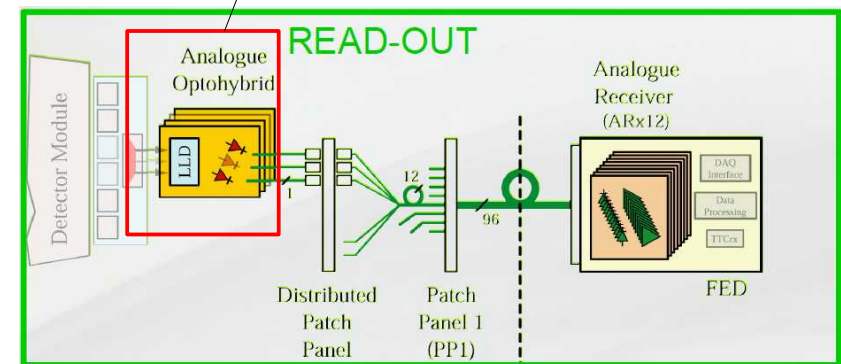 READ-OUT
Analogue
Optohybrid
Detector Module
LLD
1
12
96
Distributed
Patch
Panel
Patch
Panel 1
(PP1)
Analogue
Receiver
(ARx12)
DAQ
Interface
Data
Processing
TTCrx
FED